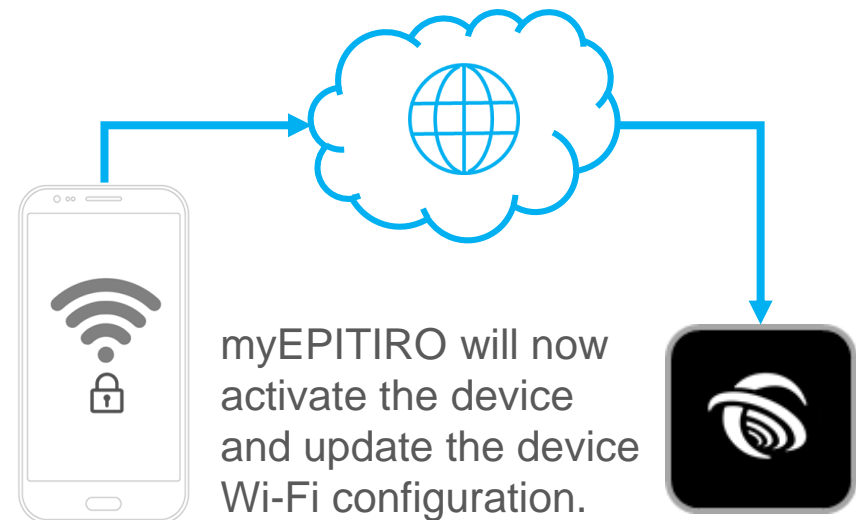 myEPITIRO will now
activate the device
and update the device
Wi-Fi configuration.